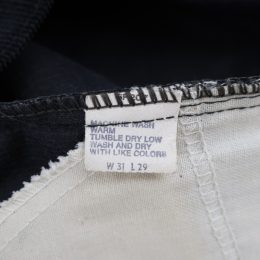 MACHINE WASH
WARM
TUMBLE DRY LOW
WASH AND DRY
WITH LIKE COLORS
W 31 L 29